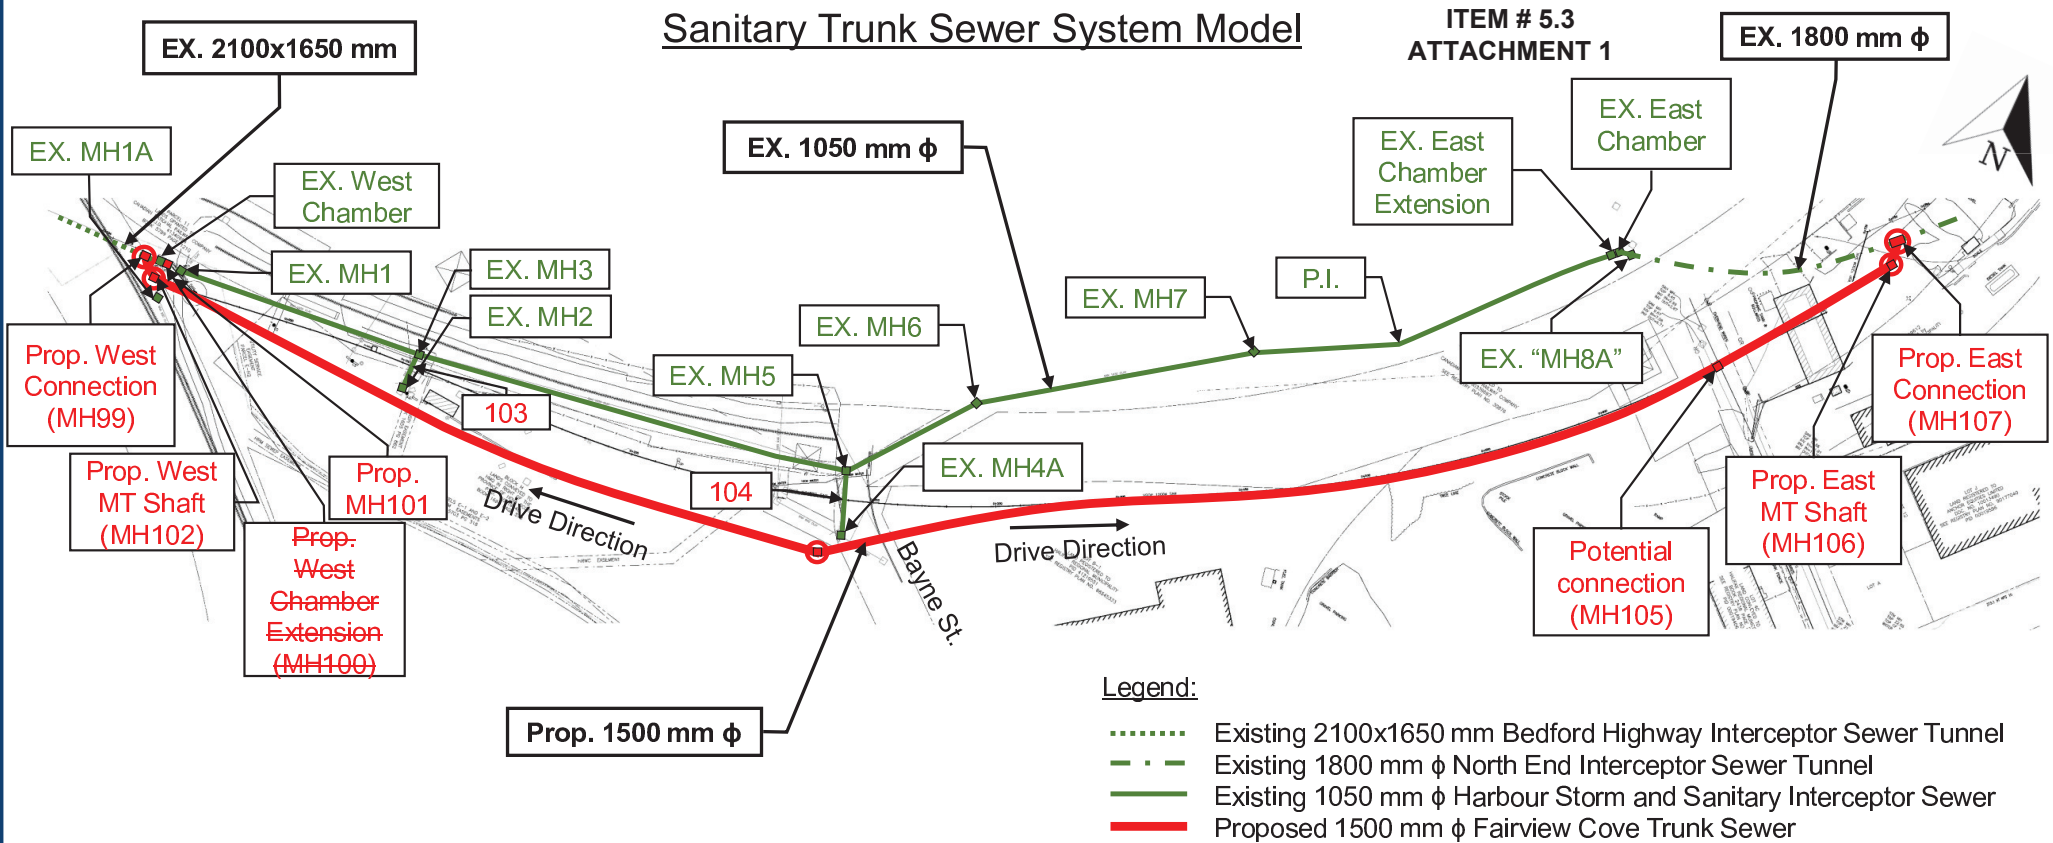 Sanitary Trunk Sewer System Model
ITEM # 5.3
ATTACHMENT 1
EX. 2100x1650 mm
EX. 1800 mm ϕ
EX. MH1A
EX. West
Chamber
EX. 1050 mm ϕ
EX. East
Chamber
Extension
EX. East
Chamber
N
EX. MH1
EX. MH3
EX. MH2
EX. MH5
EX. MH6
EX. MH7
P.I.
EX. “MH8A”
EX. MH4A
Prop. West
Connection
(MH99)
Prop. West
MT Shaft
(MH102)
Prop.
West
Chamber
Extension
(MH100)
Prop.
MH101
103
104
Drive Direction
Drive Direction
Bayne St.
Prop. 1500 mm ϕ
Potential
connection
(MH105)
Prop. East
MT Shaft
(MH106)
Prop. East
Connection
(MH107)
Legend:
Existing 2100x1650 mm Bedford Highway Interceptor Sewer Tunnel
Existing 1800 mm ϕ North End Interceptor Sewer Tunnel
Existing 1050 mm ϕ Harbour Storm and Sanitary Interceptor Sewer
Proposed 1500 mm ϕ Fairview Cove Trunk Sewer